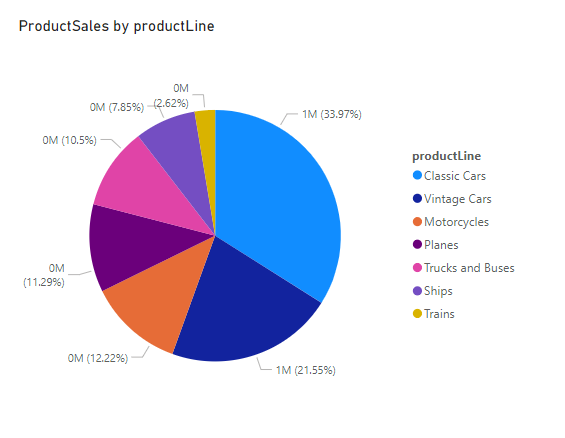 ProductSales by productLine
0M
(2.62%)
0M (7.85%)
1M (33.97%)
0M (10.5%)
0M
(11.29%)
0M (12.22%)
1M (21.55%)
productLine
Classic Cars
Vintage Cars
Motorcycles
Planes
Trucks and Buses
Ships
Trains